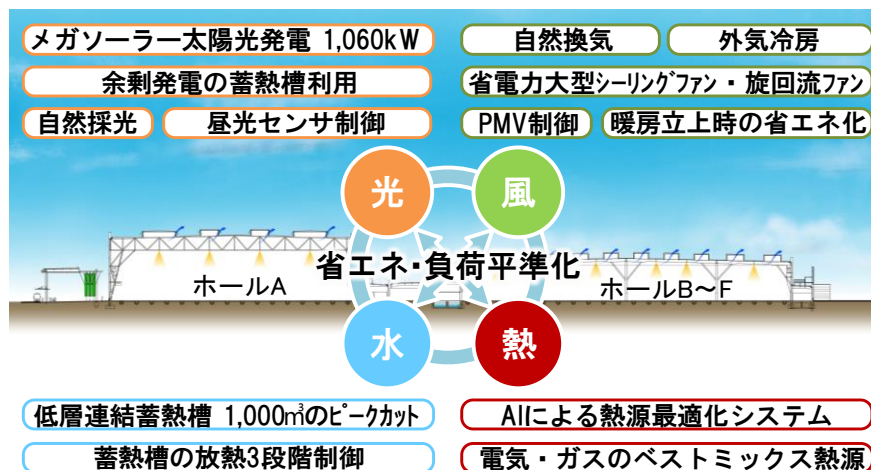 メガソーラー太陽光発電 1,060kW
余剰発電の蓄熱槽利用
自然採光 昼光センサ制御
自然換気 外気冷房
省電力大型ｼｰﾘﾝｸﾞﾌｧﾝ・旋回流ﾌｧﾝ
PMV制御 暖房立上時の省エネ化
光 風
省エネ・負荷平準化
ホールA ホールB～F
水 熱
低層連結蓄熱槽 1,000㎥のﾋﾟｰｸｶｯﾄ
蓄熱槽の放熱3段階制御
AIによる熱源最適化システム
電気・ガスのベストミックス熱源